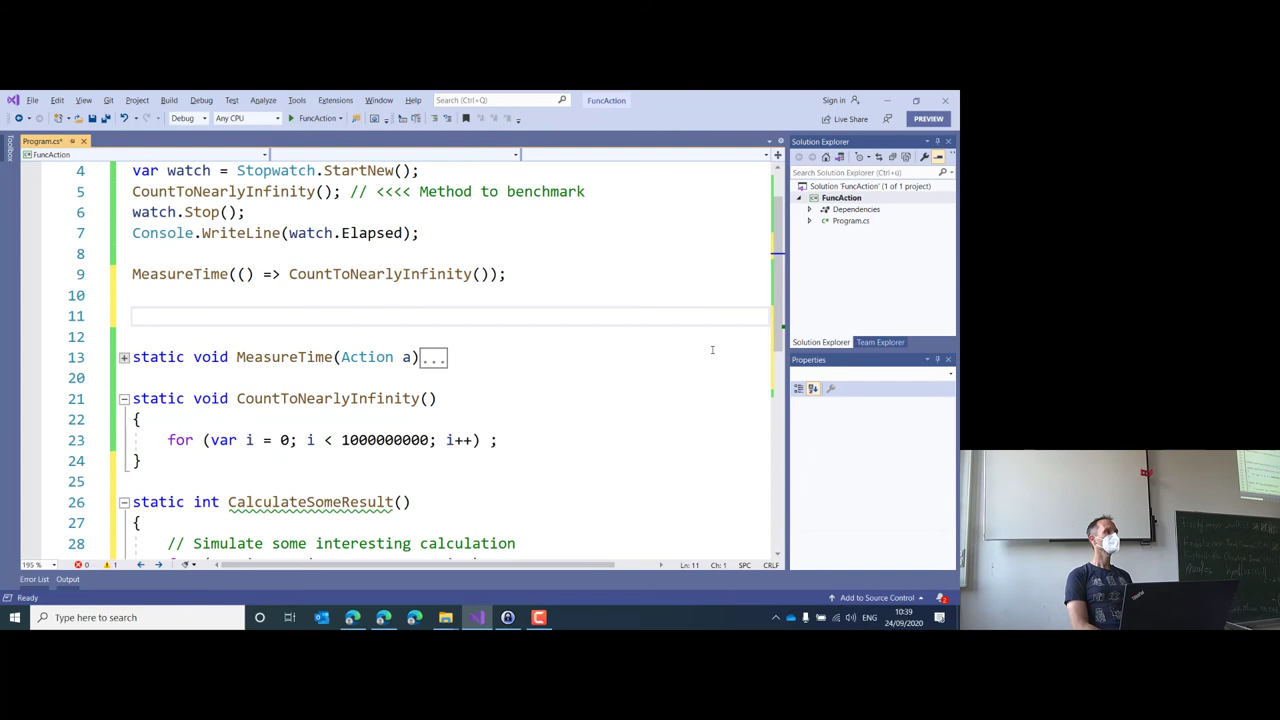 File Edit View Git Project Build Debug Test Analyze Tools Extensions Window Help Search (Ctrl+Q) FuncAction Sign in
Debug Any CPU FuncAction Live Share PREVIEW
Toolbox
Program.cs*
FuncAction
4 var watch = Stopwatch.StartNew();
5 CountToNearlyInfinity(); // <<<< Method to benchmark
6 watch.Stop();
7 Console.WriteLine(watch.Elapsed);
8
9 MeasureTime(() => CountToNearlyInfinity());
10
11
12
13 static void MeasureTime(Action a)...
20
21 static void CountToNearlyInfinity()
22 {
23 for (var i = 0; i < 1000000000; i++) ;
24 }
25
26 static int CalculateSomeResult()
27 {
28 // Simulate some interesting calculation
195 % 0 1 Ln: 11 Ch: 1 SPC CRLF
Error List Output
Ready Add to Source Control 2
Solution Explorer
Search Solution Explorer (Ctrl+ü)
Solution 'FuncAction' (1 of 1 project)
FuncAction
Dependencies
Program.cs
Solution Explorer Team Explorer
Properties
Type here to search
ENG 10:39
24/09/2020
ThinkPad